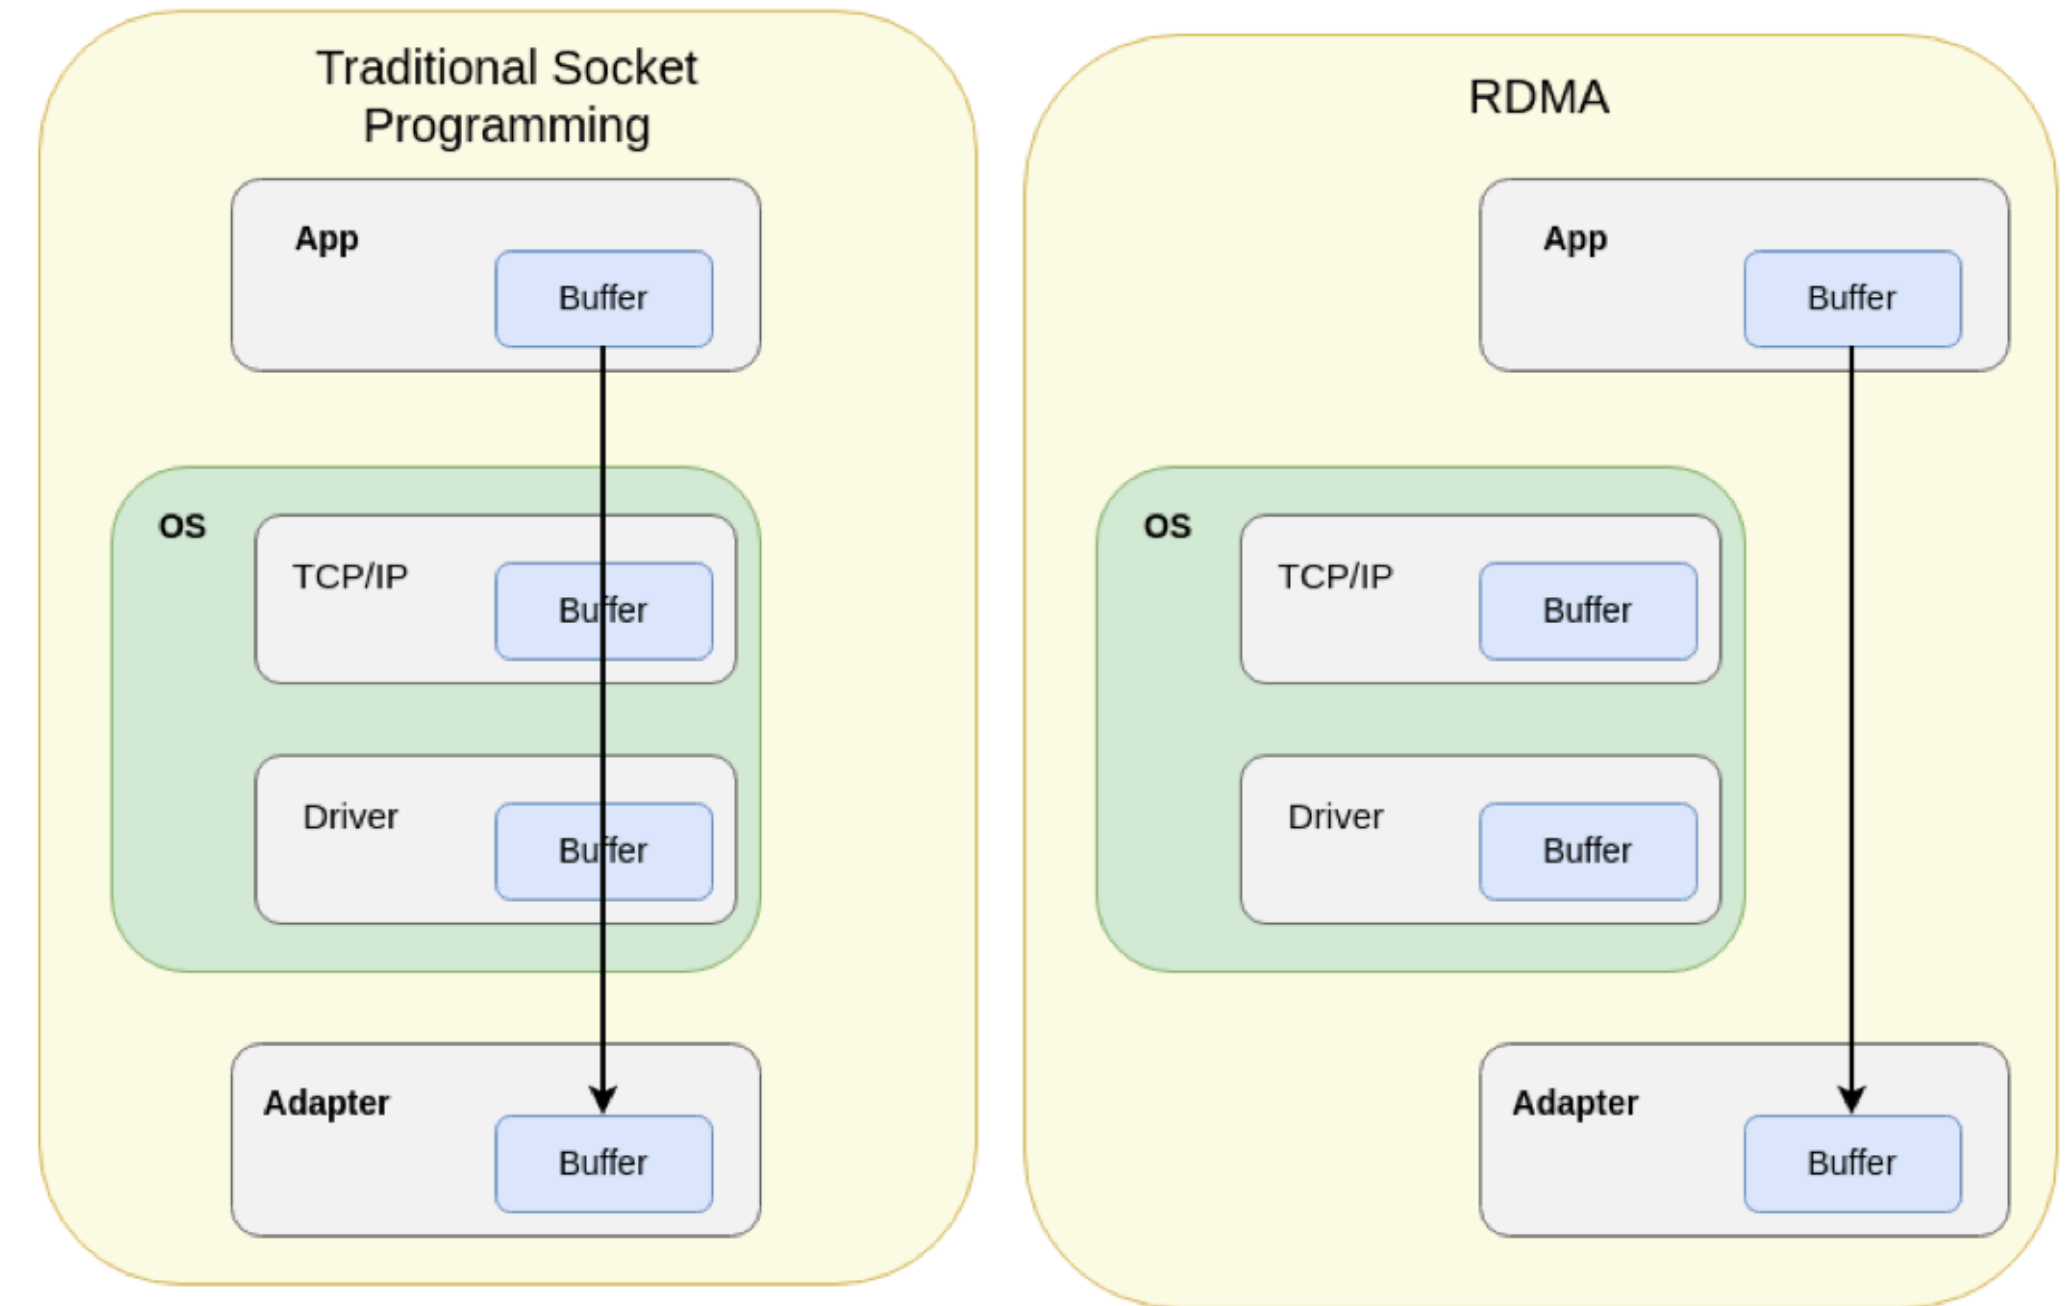 Traditional Socket
Programming
App
Buffer
OS
TCP/IP
Buffer
Driver
Buffer
Adapter
Buffer
RDMA
App
Buffer
OS
TCP/IP
Buffer
Driver
Buffer
Adapter
Buffer